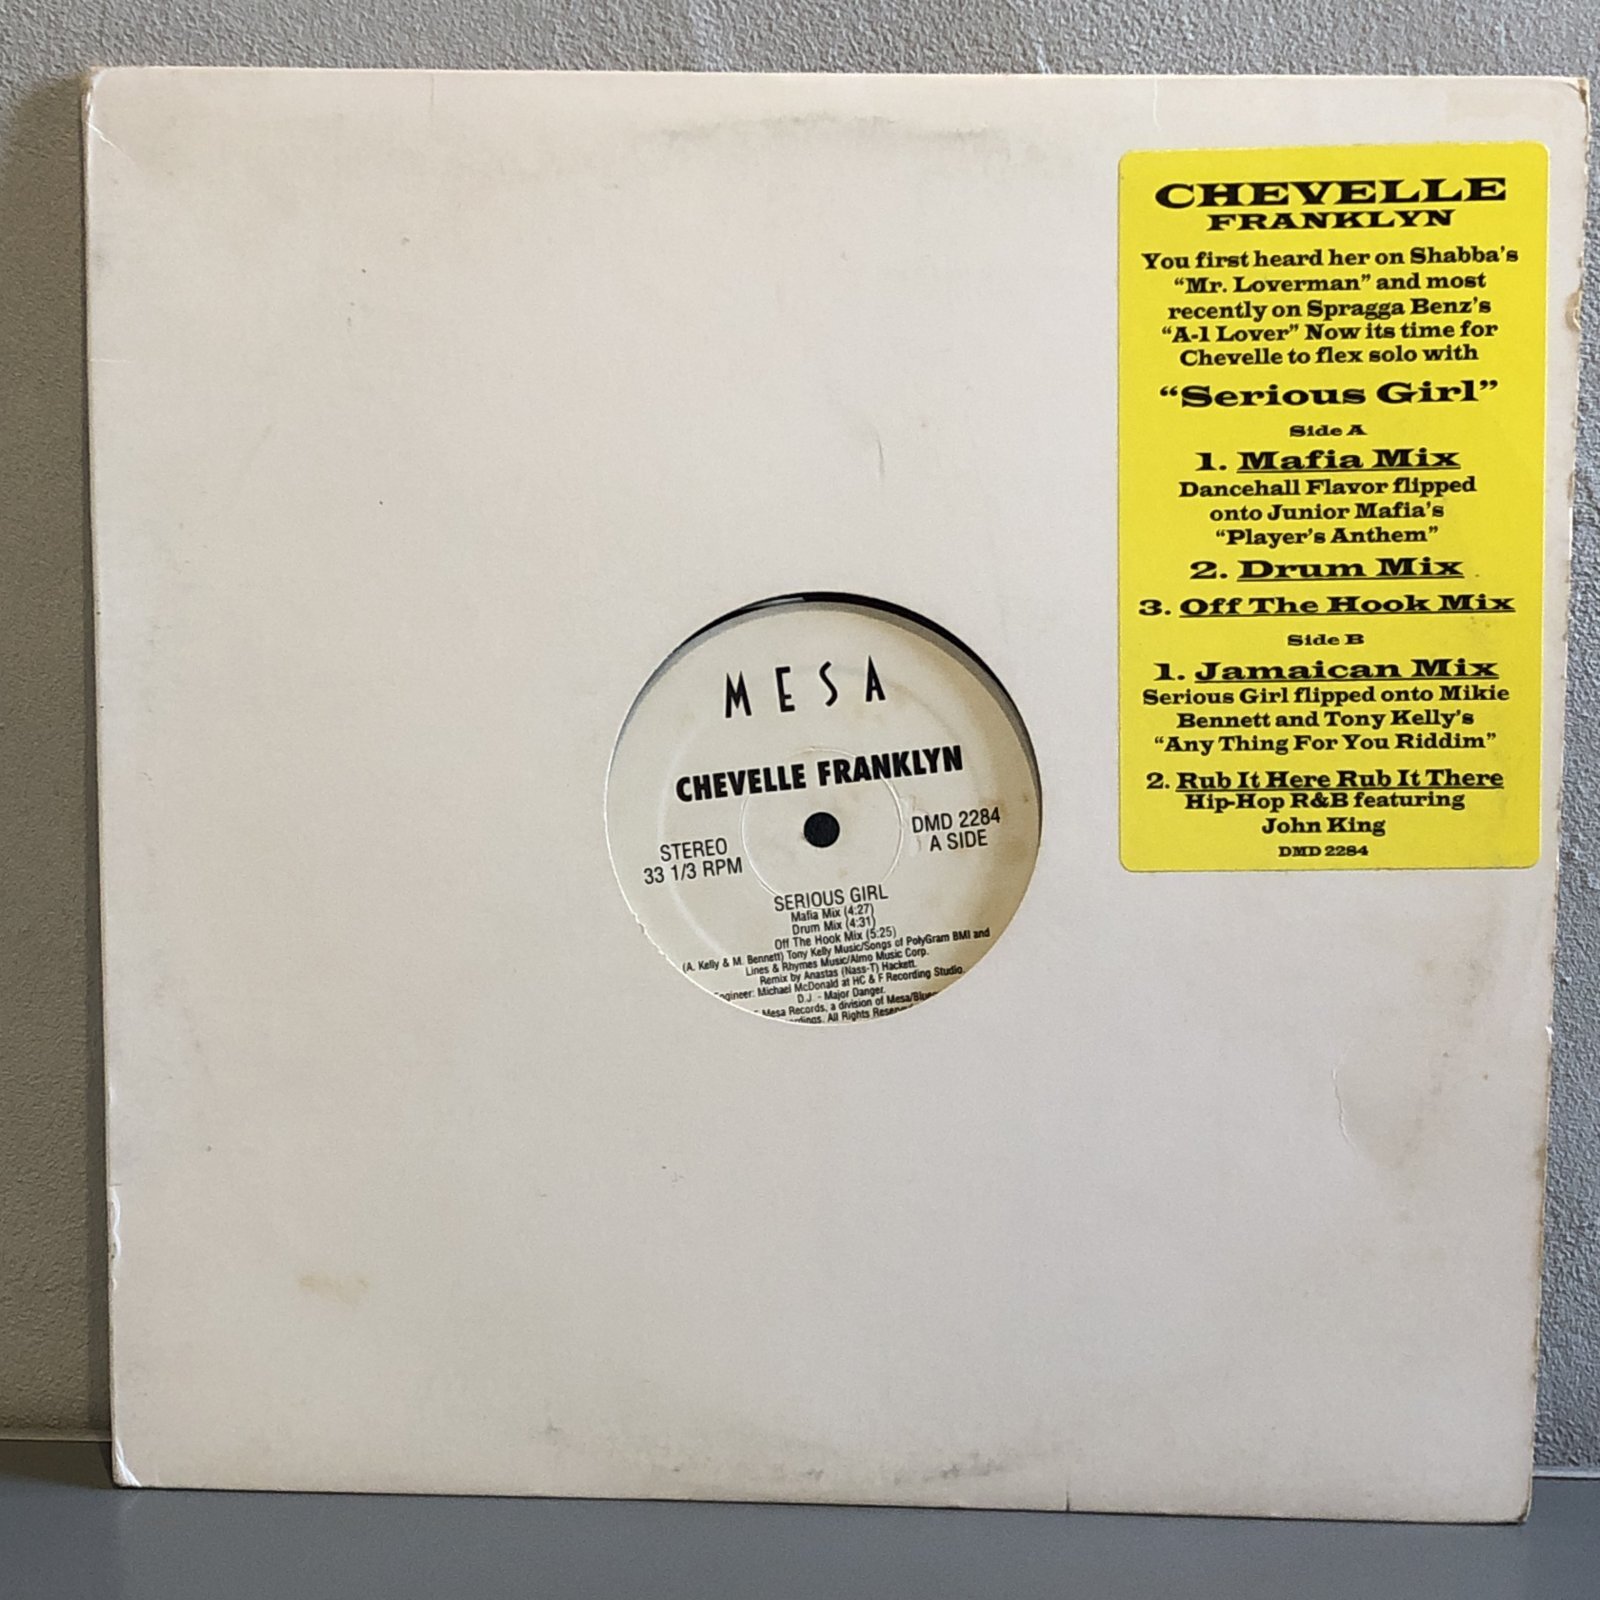 CHEVELLE
FRANKLYN
You first heard her on Shabba's
"Mr. Loverman" and most
recently on Spragga Benz's
"A-1 Lover" Now its time for
Chevelle to flex solo with
"Serious Girl"
Side A
1. Mafia Mix
Dancehall Flavor flipped
onto Junior Mafia's
"Player's Anthem"
2. Drum Mix
3. Off The Hook Mix
Side B
1. Jamaican Mix
Serious Girl flipped onto Mikie
Bennett and Tony Kelly's
"Any Thing For You Riddim"
2. Rub It Here Rub It There
Hip-Hop R&B featuring
John King
DMD 2284
MESA
CHEVELLE FRANKLYN
STEREO
33 1/3 RPM
DMD 2284
A SIDE
SERIOUS GIRL
Mafia Mix (4:27)
Drum Mix (4:31)
Off The Hook Mix (5:25)
(A. Kelly & M. Bennett) Tony Kelly Music/Songs of PolyGram BMI and
Lines & Rhymes Music/Almo Music Corp.
Remix by Anastas (Nass-T) Hackett.
Michael McDonald at HC & F Recording Studio.
D.J. - Major Danger.
Mesa Records, a division of
All Rights